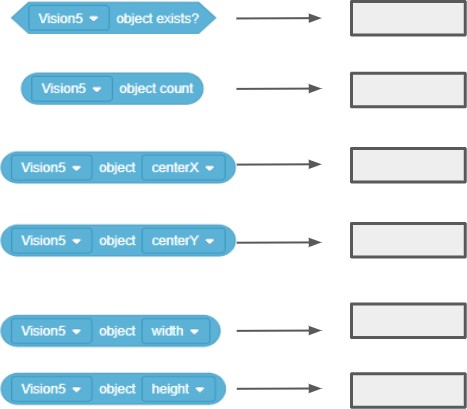 Vision5 object exists?
Vision5 object count
Vision5 object centerX
Vision5 object centerY
Vision5 object width
Vision5 object height